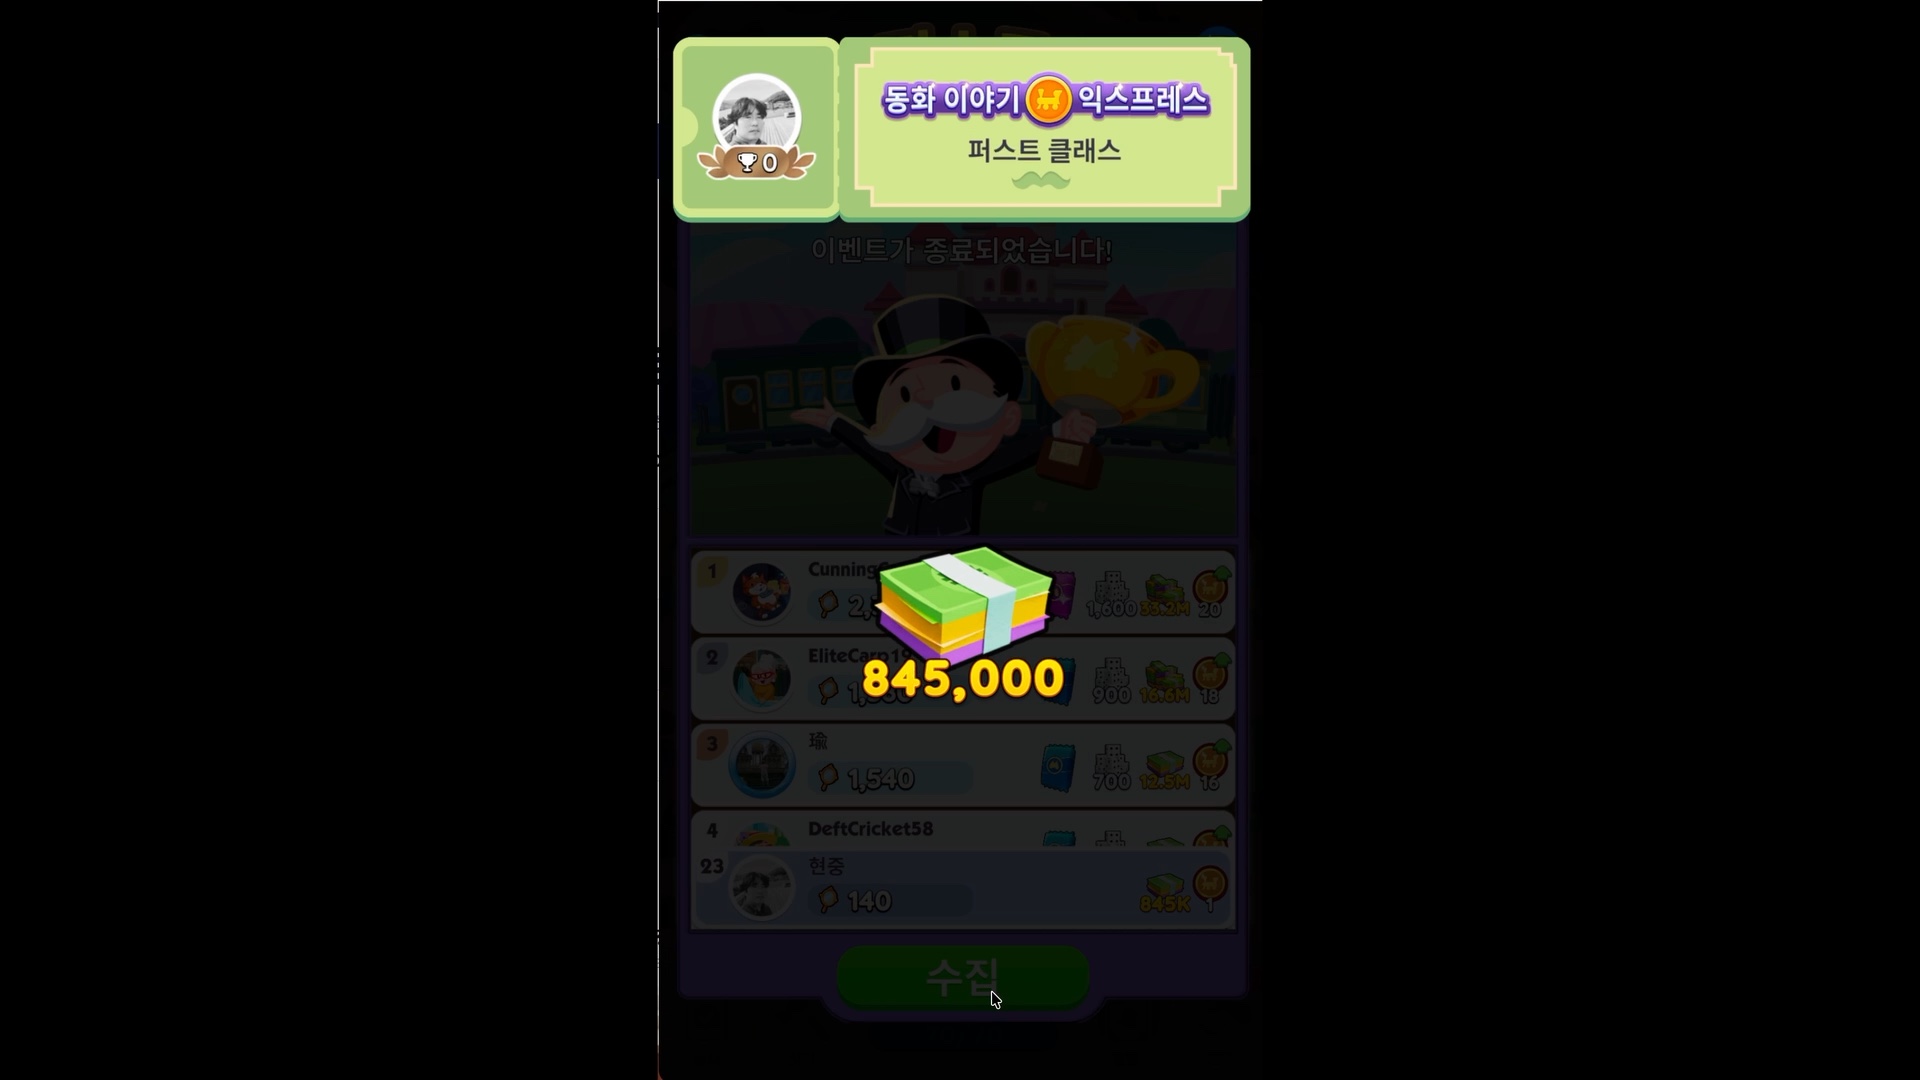 동화 이야기 익스프레스
퍼스트 클래스
0
이벤트가 종료되었습니다!
1
1,600 33.2M 20
2
EliteCarp19
900 16.6M 18
845,000
3
瑜
1,540
700 12.5M 16
4
DeftCricket58
23
현중
140
845K 1
수집